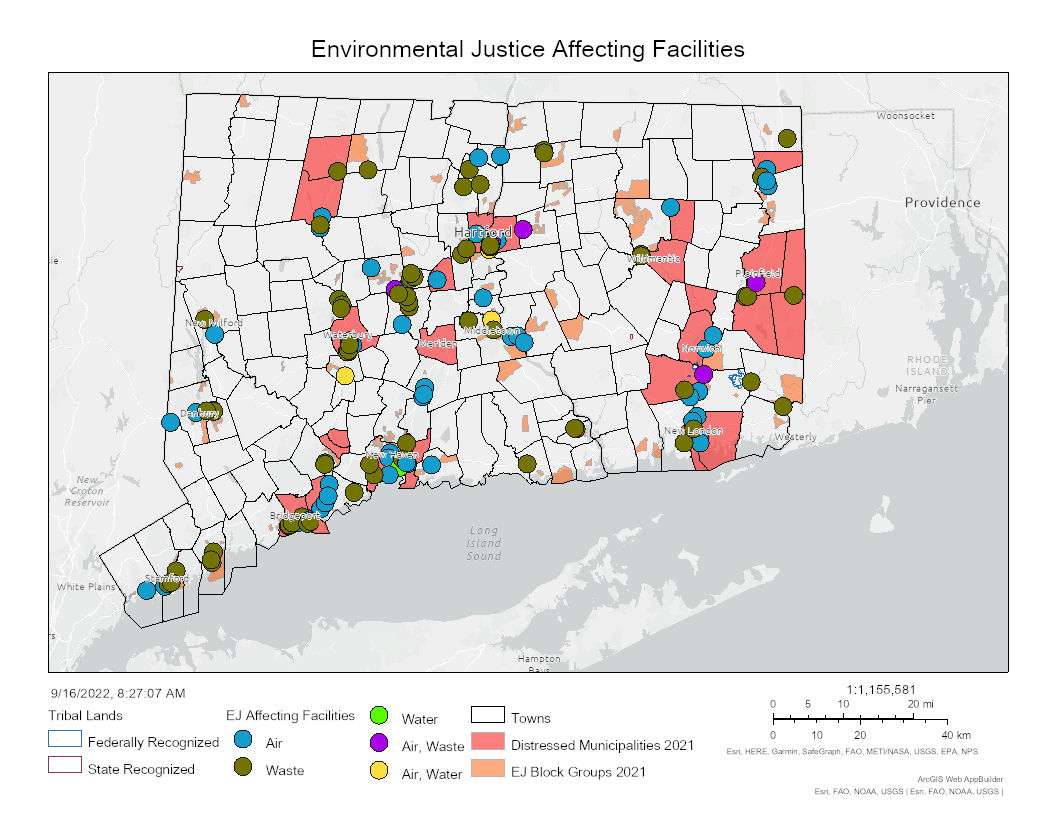 Environmental Justice Affecting Facilities
Woonsocket
Providence
Hartford
Willimantic
Plainfield
New Milford
Waterbury
Meriden
Middletown
Norwich
RHODE
ISLAND
Narragansett
Pier
Danbury
New London
Westerly
New Haven
New
Croton
Reservoir
Bridgeport
Long
Island
Sound
Stamford
White Plains
Hampton
Bays
9/16/2022, 8:27:07 AM
Tribal Lands
Federally Recognized
State Recognized
EJ Affecting Facilities
Air
Waste
Water
Air, Waste
Air, Water
Towns
Distressed Municipalities 2021
EJ Block Groups 2021
1:1,155,581
0 5 10 20 mi
0 10 20 40 km
Esri, HERE, Garmin, SafeGraph, FAO, METI/NASA, USGS, EPA, NPS
ArcGIS Web AppBuilder
Esri, FAO, NOAA, USGS | Esri, FAO, NOAA, USGS |